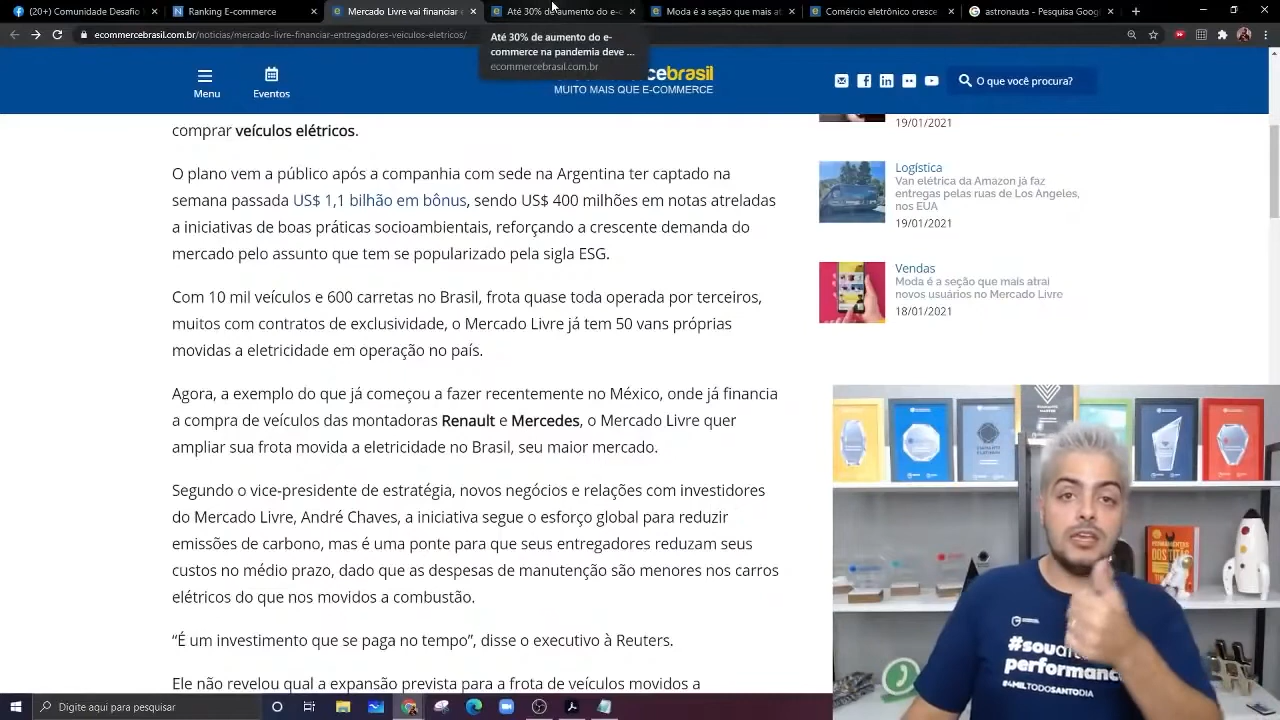 (20+) Comunidade Desafio
Ranking E-commerce
Mercado Livre vai financiar
Até 30% de aumento do e-c
Moda é a seção que mais at
Comércio eletrônico cresce
astronauta - Pesquisa Goog
ecommercebrasil.com.br/noticias/mercado-livre-financiar-entregadores-veiculos-eletricos/
Até 30% de aumento do e-
commerce na pandemia deve ...
ecommercebrasil.com.br
Menu
Eventos
cebrasil
MUITO MAIS QUE E-COMMERCE
O que você procura?
comprar veículos elétricos.
O plano vem a público após a companhia com sede na Argentina ter captado na
semana passada US$ 1,1 bilhão em bônus, sendo US$ 400 milhões em notas atreladas
a iniciativas de boas práticas socioambientais, reforçando a crescente demanda do
mercado pelo assunto que tem se popularizado pela sigla ESG.
Com 10 mil veículos e 600 carretas no Brasil, frota quase toda operada por terceiros,
muitos com contratos de exclusividade, o Mercado Livre já tem 50 vans próprias
movidas a eletricidade em operação no país.
Agora, a exemplo do que já começou a fazer recentemente no México, onde já financia
a compra de veículos das montadoras Renault e Mercedes, o Mercado Livre quer
ampliar sua frota movida a eletricidade no Brasil, seu maior mercado.
Segundo o vice-presidente de estratégia, novos negócios e relações com investidores
do Mercado Livre, André Chaves, a iniciativa segue o esforço global para reduzir
emissões de carbono, mas é uma ponte para que seus entregadores reduzam seus
custos no médio prazo, dado que as despesas de manutenção são menores nos carros
elétricos do que nos movidos a combustão.
“É um investimento que se paga no tempo”, disse o executivo à Reuters.
Ele não revelou qual a expansão prevista para a frota de veículos movidos a
19/01/2021
Logística
Van elétrica da Amazon já faz
entregas pelas ruas de Los Angeles,
nos EUA
19/01/2021
Vendas
Moda é a seção que mais atrai
novos usuários no Mercado Livre
18/01/2021
DOS TITÃS
#soual
performanc
#4MILTODOSANTODIA
Digite aqui para pesquisar